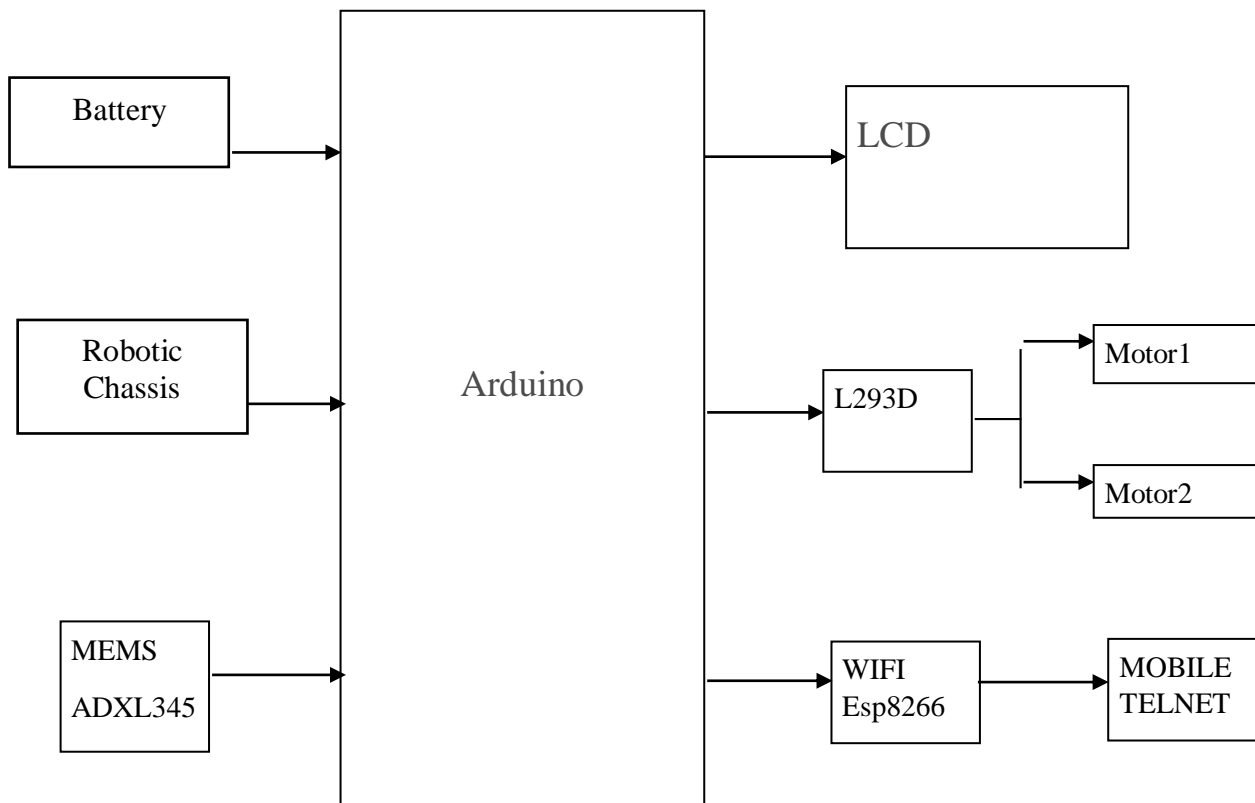 Battery
LCD
Robotic
Chassis
Arduino
Motor1
L293D
Motor2
MEMS
ADXL345
WIFI
Esp8266
MOBILE
TELNET